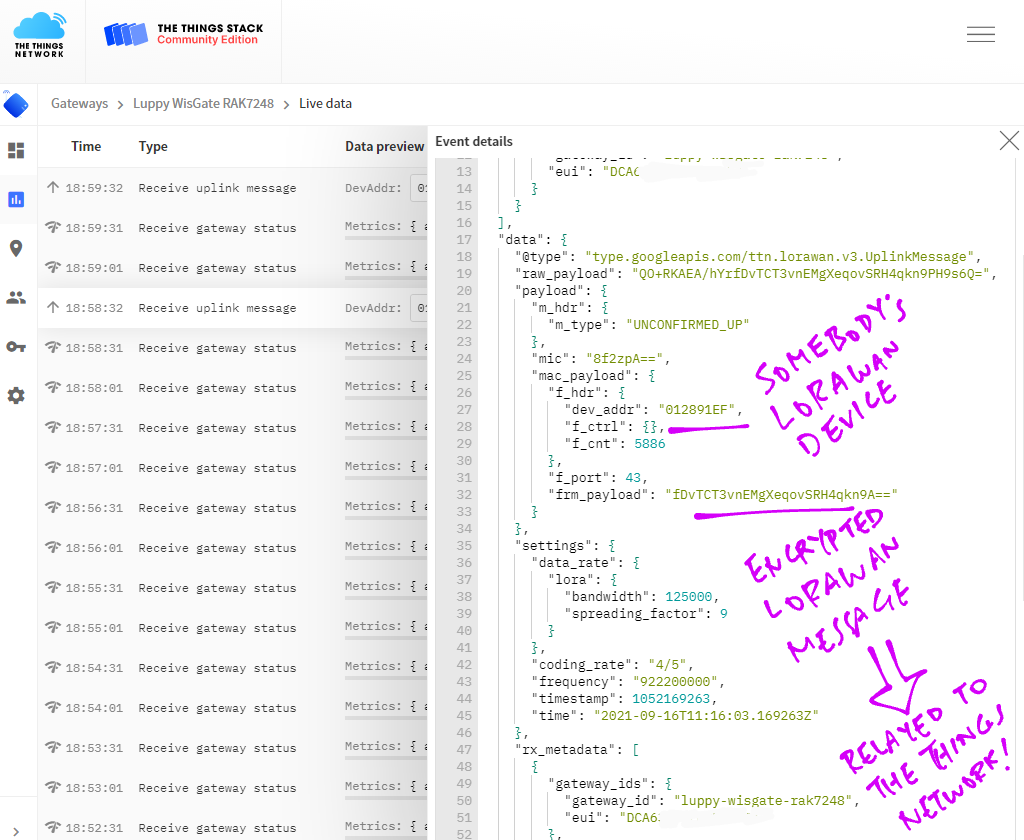 THE THINGS
NETWORK
THE THINGS STACK
Community Edition
Gateways > Luppy WisGate RAK7248 > Live data
Time Type Data preview
18:59:32 Receive uplink message DevAddr: 01
18:59:31 Receive gateway status Metrics: {
18:59:01 Receive gateway status Metrics: {
18:58:32 Receive uplink message DevAddr: 01
18:58:31 Receive gateway status Metrics: {
18:58:01 Receive gateway status Metrics: {
18:57:31 Receive gateway status Metrics: {
18:57:01 Receive gateway status Metrics: {
18:56:31 Receive gateway status Metrics: {
18:56:01 Receive gateway status Metrics: {
18:55:31 Receive gateway status Metrics: {
18:55:01 Receive gateway status Metrics: {
18:54:31 Receive gateway status Metrics: {
18:54:01 Receive gateway status Metrics: {
18:53:31 Receive gateway status Metrics: {
18:53:01 Receive gateway status Metrics: {
18:52:31 Receive gateway status Metrics: {
Event details
13 "eui": "DCA6
14 }
15 }
16 ],
17 "data": {
18 "@type": "type.googleapis.com/ttn.lorawan.v3.UplinkMessage",
19 "raw_payload": "QO+RKAEA/hYrfDvTCT3vnEMgXeqovSRH4qkn9PH9s6Q=",
20 "payload": {
21 "m_hdr": {
22 "m_type": "UNCONFIRMED_UP"
23 },
24 "mic": "8f2zpA==",
25 "mac_payload": {
26 "f_hdr": {
27 "dev_addr": "012891EF",
28 "f_ctrl": {},
29 "f_cnt": 5886
30 },
31 "f_port": 43,
32 "frm_payload": "fDvTCT3vnEMgXeqovSRH4qkn9A=="
33 }
34 },
35 "settings": {
36 "data_rate": {
37 "lora": {
38 "bandwidth": 125000,
39 "spreading_factor": 9
40 }
41 },
42 "coding_rate": "4/5",
43 "frequency": "922200000",
44 "timestamp": 1052169263,
45 "time": "2021-09-16T11:16:03.169263Z"
46 },
47 "rx_metadata": [
48 {
49 "gateway_ids": {
50 "gateway_id": "luppy-wisgate-rak7248",
51 "eui": "DCA6
52 },
SOMEBODY'S
LORAWAN
DEVICE
ENCRYPTED
LORAWAN
MESSAGE
RELAYED TO
THE THINGS
NETWORK!